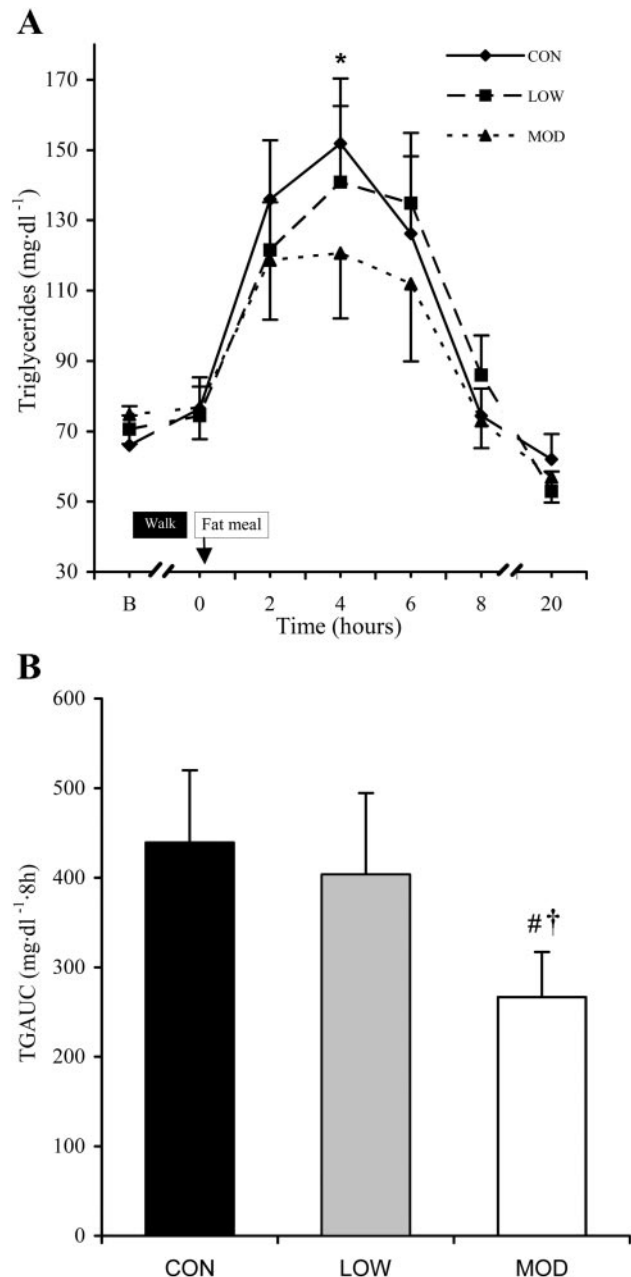 A
Triglycerides (mg·dl⁻¹)
170
150
130
110
90
70
50
30
*
CON
LOW
MOD
Walk
Fat meal
B 0 2 4 6 8 20
Time (hours)
B
TGAUC (mg·dl⁻¹·8h)
600
500
400
300
200
100
0
#†
CON LOW MOD